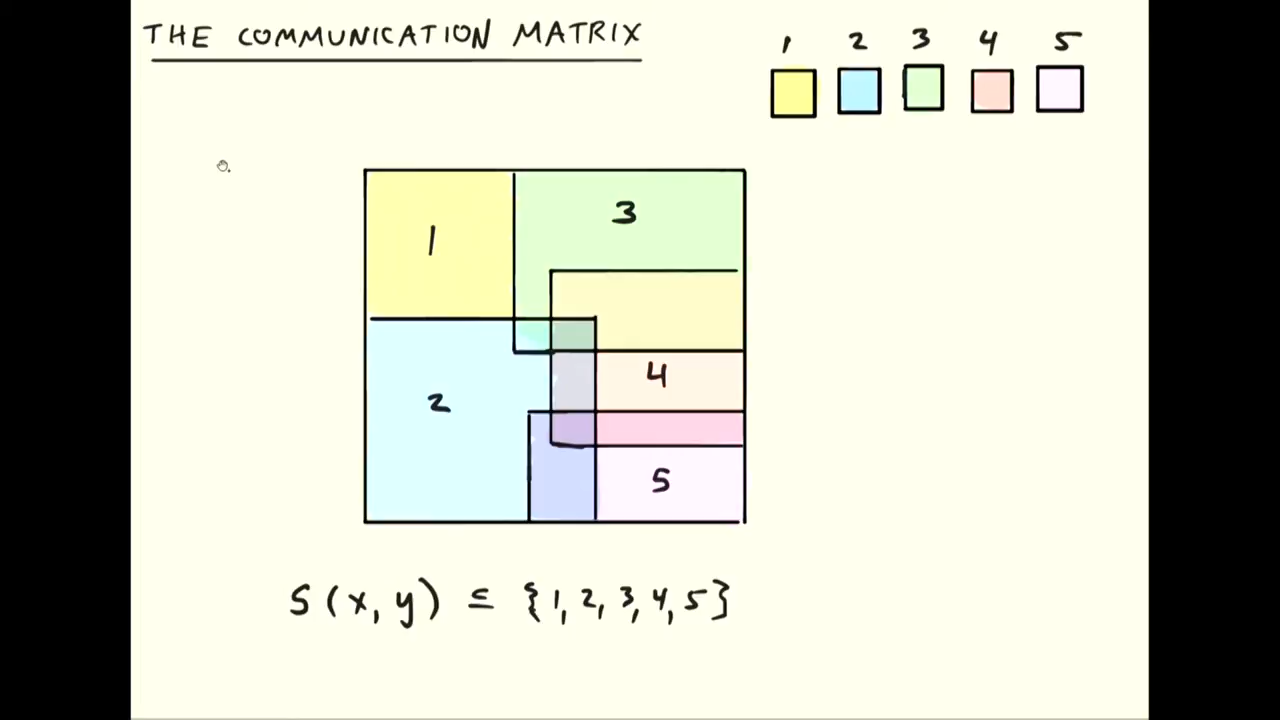 THE COMMUNICATION MATRIX
1 2 3 4 5
1
3
4
2
5
S(x, y) ⊆ {1, 2, 3, 4, 5}